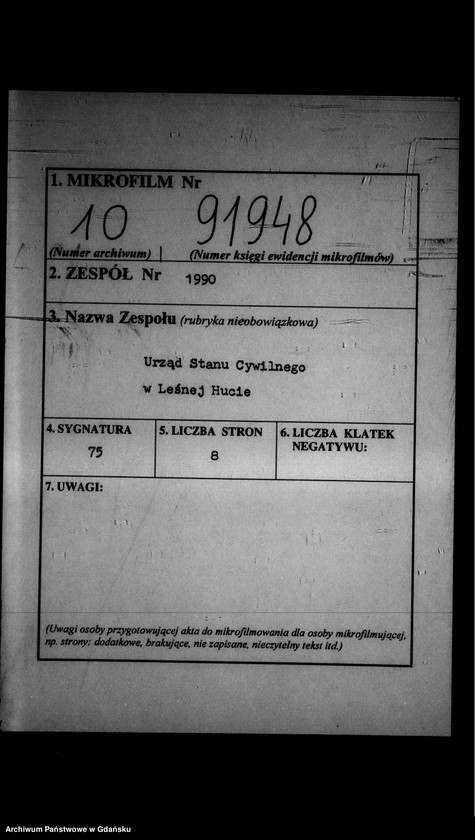 1. MIKROFILM Nr
10 91948
(Numer archiwum) (Numer księgi ewidencji mikrofilmów)
2. ZESPÓŁ Nr 1990
3. Nazwa Zespołu (rubryka nieobowiązkowa)
Urząd Stanu Cywilnego
w Leśnej Hucie
4. SYGNATURA 5. LICZBA STRON 6. LICZBA KLATEK
NEGATYWU:
75 8
7. UWAGI:
(Uwagi osoby przygotowującej akta do mikrofilmowania dla osoby mikrofilmującej,
np. strony: dodatkowe, brakujące, nie zapisane, nieczytelny tekst itd.)
Archiwum Państwowe w Gdańsku